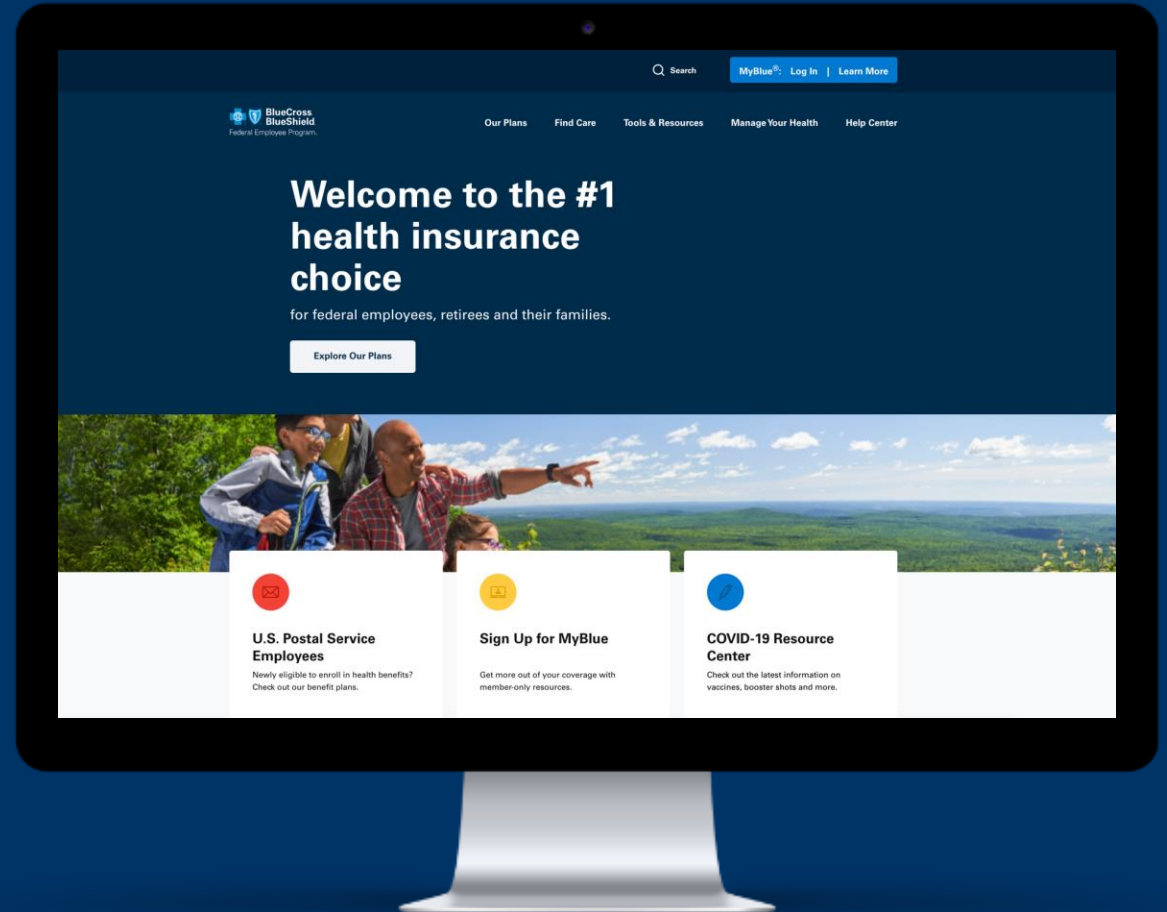 Search
MyBlue®: Log In | Learn More
BlueCross
BlueShield
Federal Employee Program.
Our Plans
Find Care
Tools & Resources
Manage Your Health
Help Center
Welcome to the #1
health insurance
choice
for federal employees, retirees and their families.
Explore Our Plans
U.S. Postal Service
Employees
Newly eligible to enroll in health benefits?
Check out our benefit plans.
Sign Up for MyBlue
Get more out of your coverage with
member-only resources.
COVID-19 Resource
Center
Check out the latest information on
vaccines, booster shots and more.